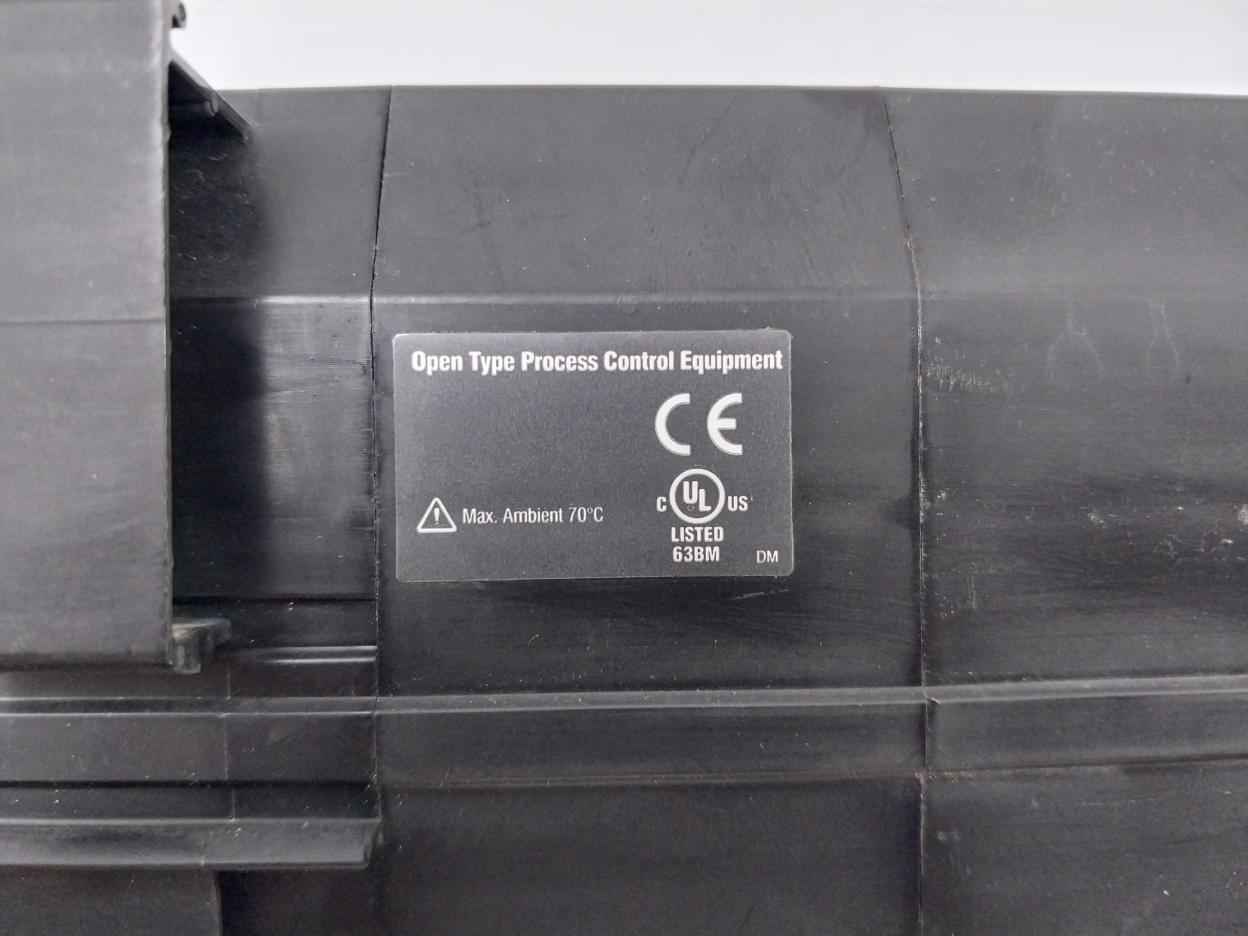 Open Type Process Control Equipment
CE
C UL US
Max. Ambient 70°C
LISTED
63BM
DM